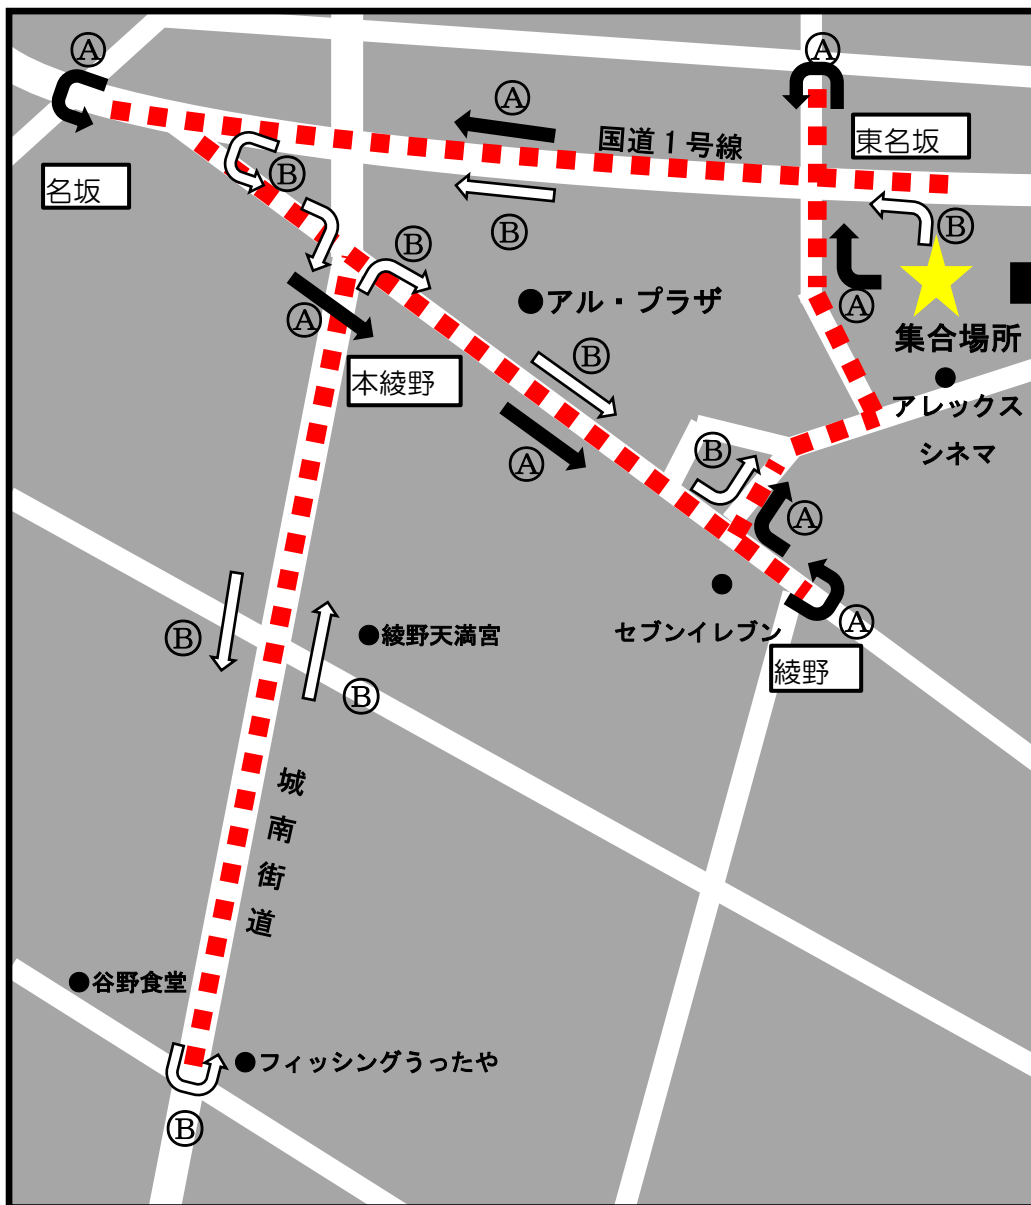 Ⓐ
Ⓐ
Ⓐ
国道1号線
東名坂
名坂
Ⓑ
Ⓑ
Ⓑ
Ⓑ
Ⓐ
Ⓐ
●アル・プラザ
集合場所
●
アレックス
シネマ
本綾野
Ⓑ
Ⓐ
Ⓑ
Ⓐ
●
セブンイレブン
Ⓐ
綾野
Ⓑ
●綾野天満宮
Ⓑ
城
南
街
道
●谷野食堂
●フィッシングうったや
Ⓑ